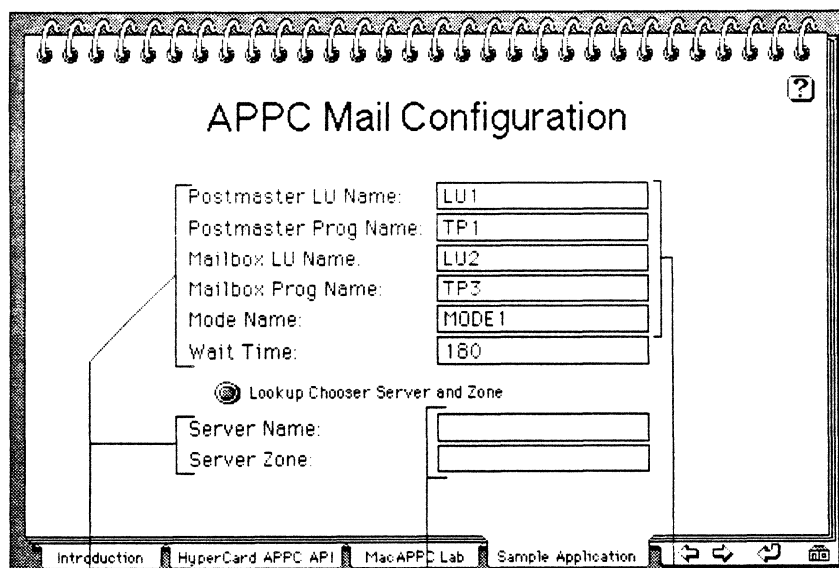 ?
APPC Mail Configuration
Postmaster LU Name: LU1
Postmaster Prog Name: TP1
Mailbox LU Name. LU2
Mailbox Prog Name: TP3
Mode Name: MODE1
Wait Time: 180
Lookup Chooser Server and Zone
Server Name:
Server Zone:
Introduction HyperCard APPC API MacAPPC Lab Sample Application